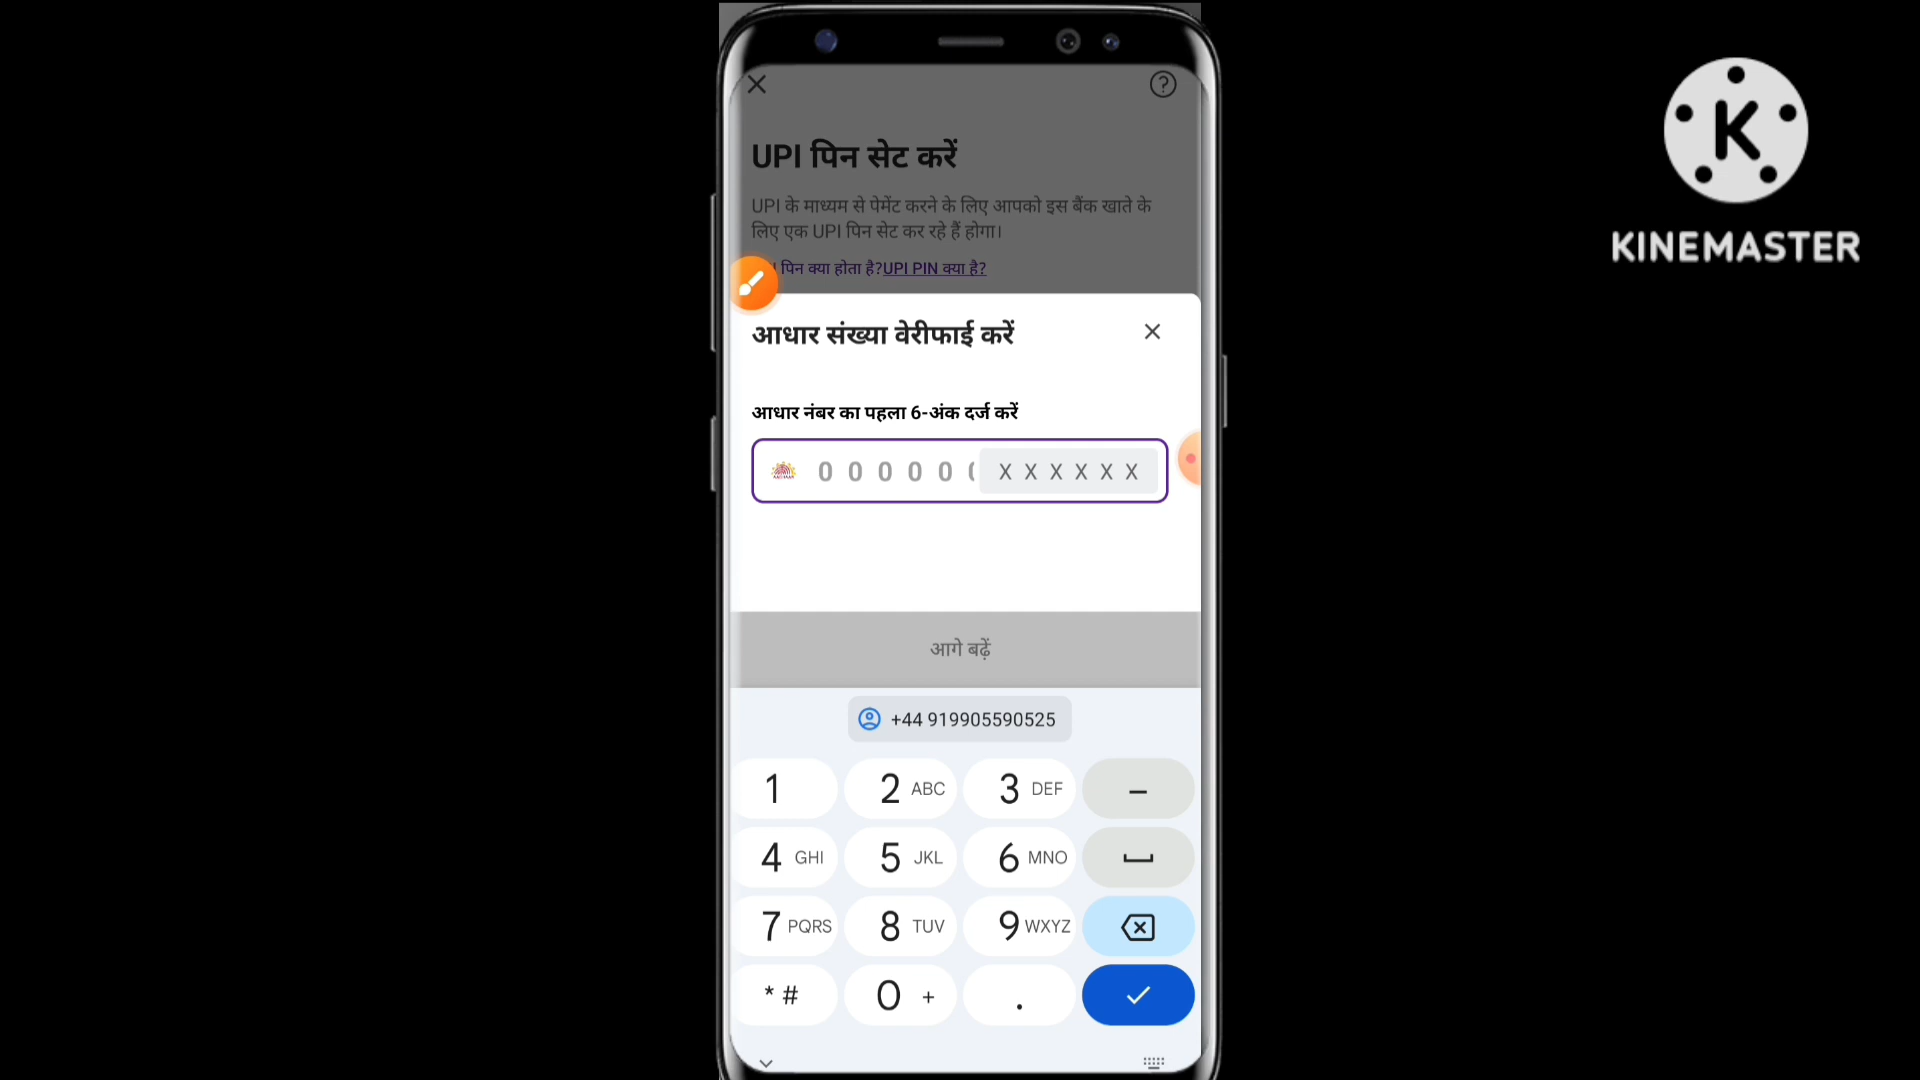 UPI पिन सेट करें
UPI के माध्यम से पेमेंट करने के लिए आपको इस बैंक खाते के
लिए एक UPI पिन सेट कर रहे हैं होगा।
पिन क्या होता है?UPI PIN क्या है?
आधार संख्या वेरीफाई करें
आधार नंबर का पहला 6-अंक दर्ज करें
0 0 0 0 0 X X X X X X
आगे बढ़ें
+44 919905590525
1 2 ABC 3 DEF –
4 GHI 5 JKL 6 MNO
7 PQRS 8 TUV 9 WXYZ
* # 0 + .
K
KINEMASTER